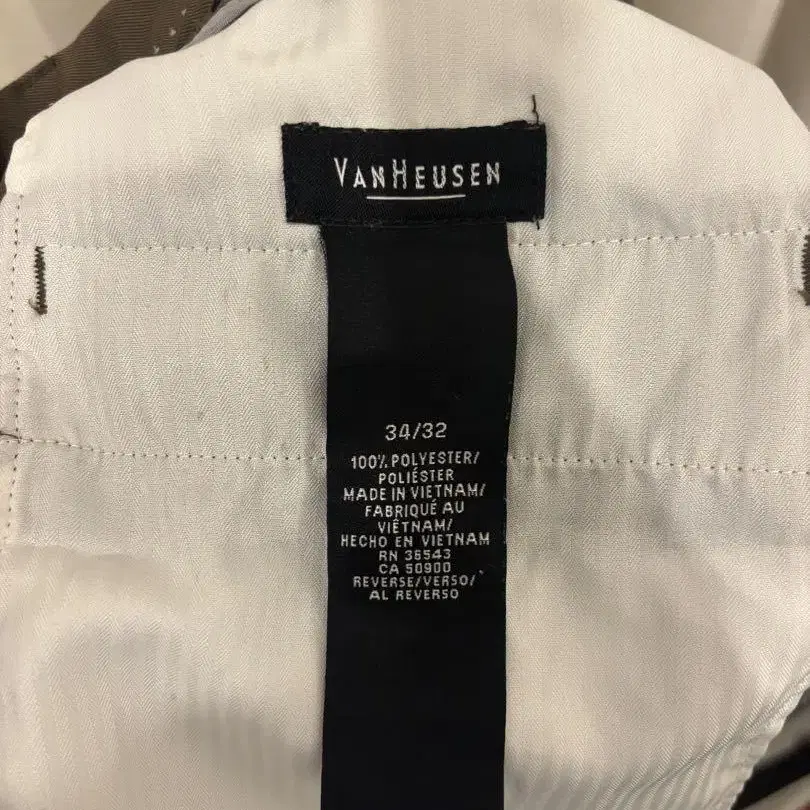 VANHEUSEN
34/32
100% POLYESTER/
POLIÉSTER
MADE IN VIETNAM/
FABRIQUÉ AU
VIÊTNAM/
HECHO EN VIETNAM
RN 36543
CA 50900
REVERSE/VERSO/
AL REVERSO